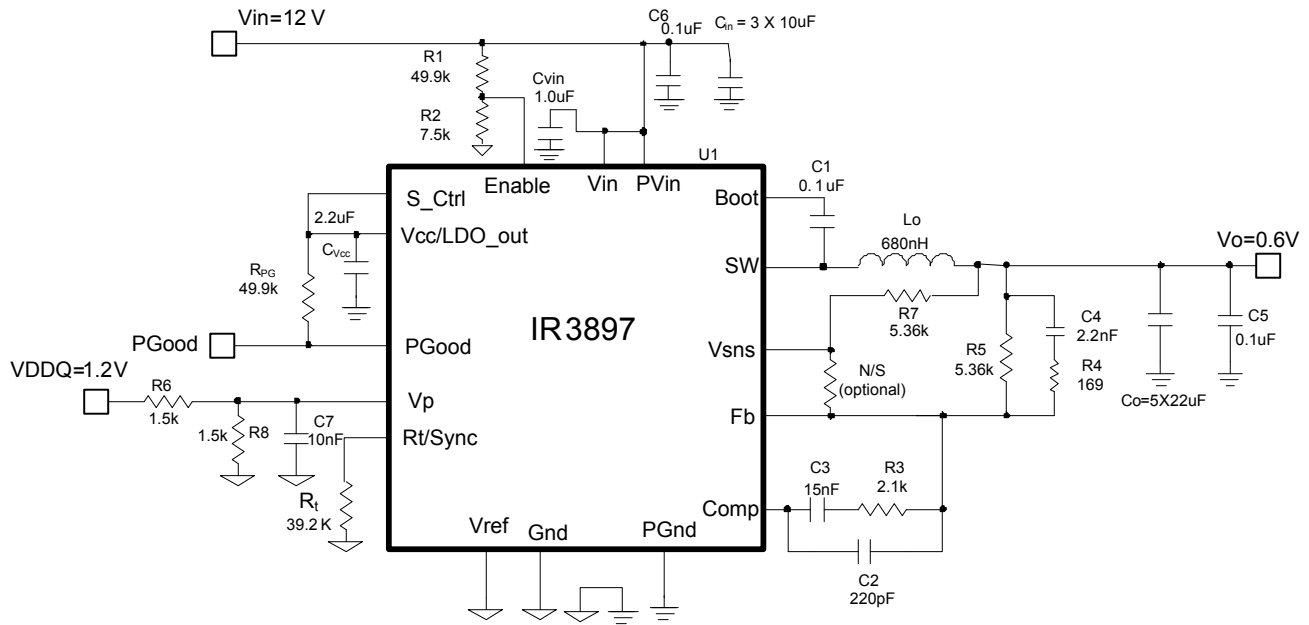 Vin=12 V
C6
0.1uF
Cin = 3 X 10uF
R1
49.9k
Cvin
1.0uF
R2
7.5k
U1
C1
0.1uF
Enable
Vin
PVin
S_Ctrl
Boot
2.2uF
Vcc/LDO_out
CVcc
Lo
680nH
Vo=0.6V
SW
RPG
49.9k
R7
5.36k
C4
2.2nF
C5
0.1uF
IR3897
PGood
PGood
Vsns
R5
5.36k
N/S
(optional)
R4
169
VDDQ=1.2V
R6
1.5k
Vp
Fb
Co=5X22uF
1.5k
R8
C7
10nF
Rt/Sync
C3
15nF
R3
2.1k
Rt
39.2 K
Comp
Vref
Gnd
PGnd
C2
220pF